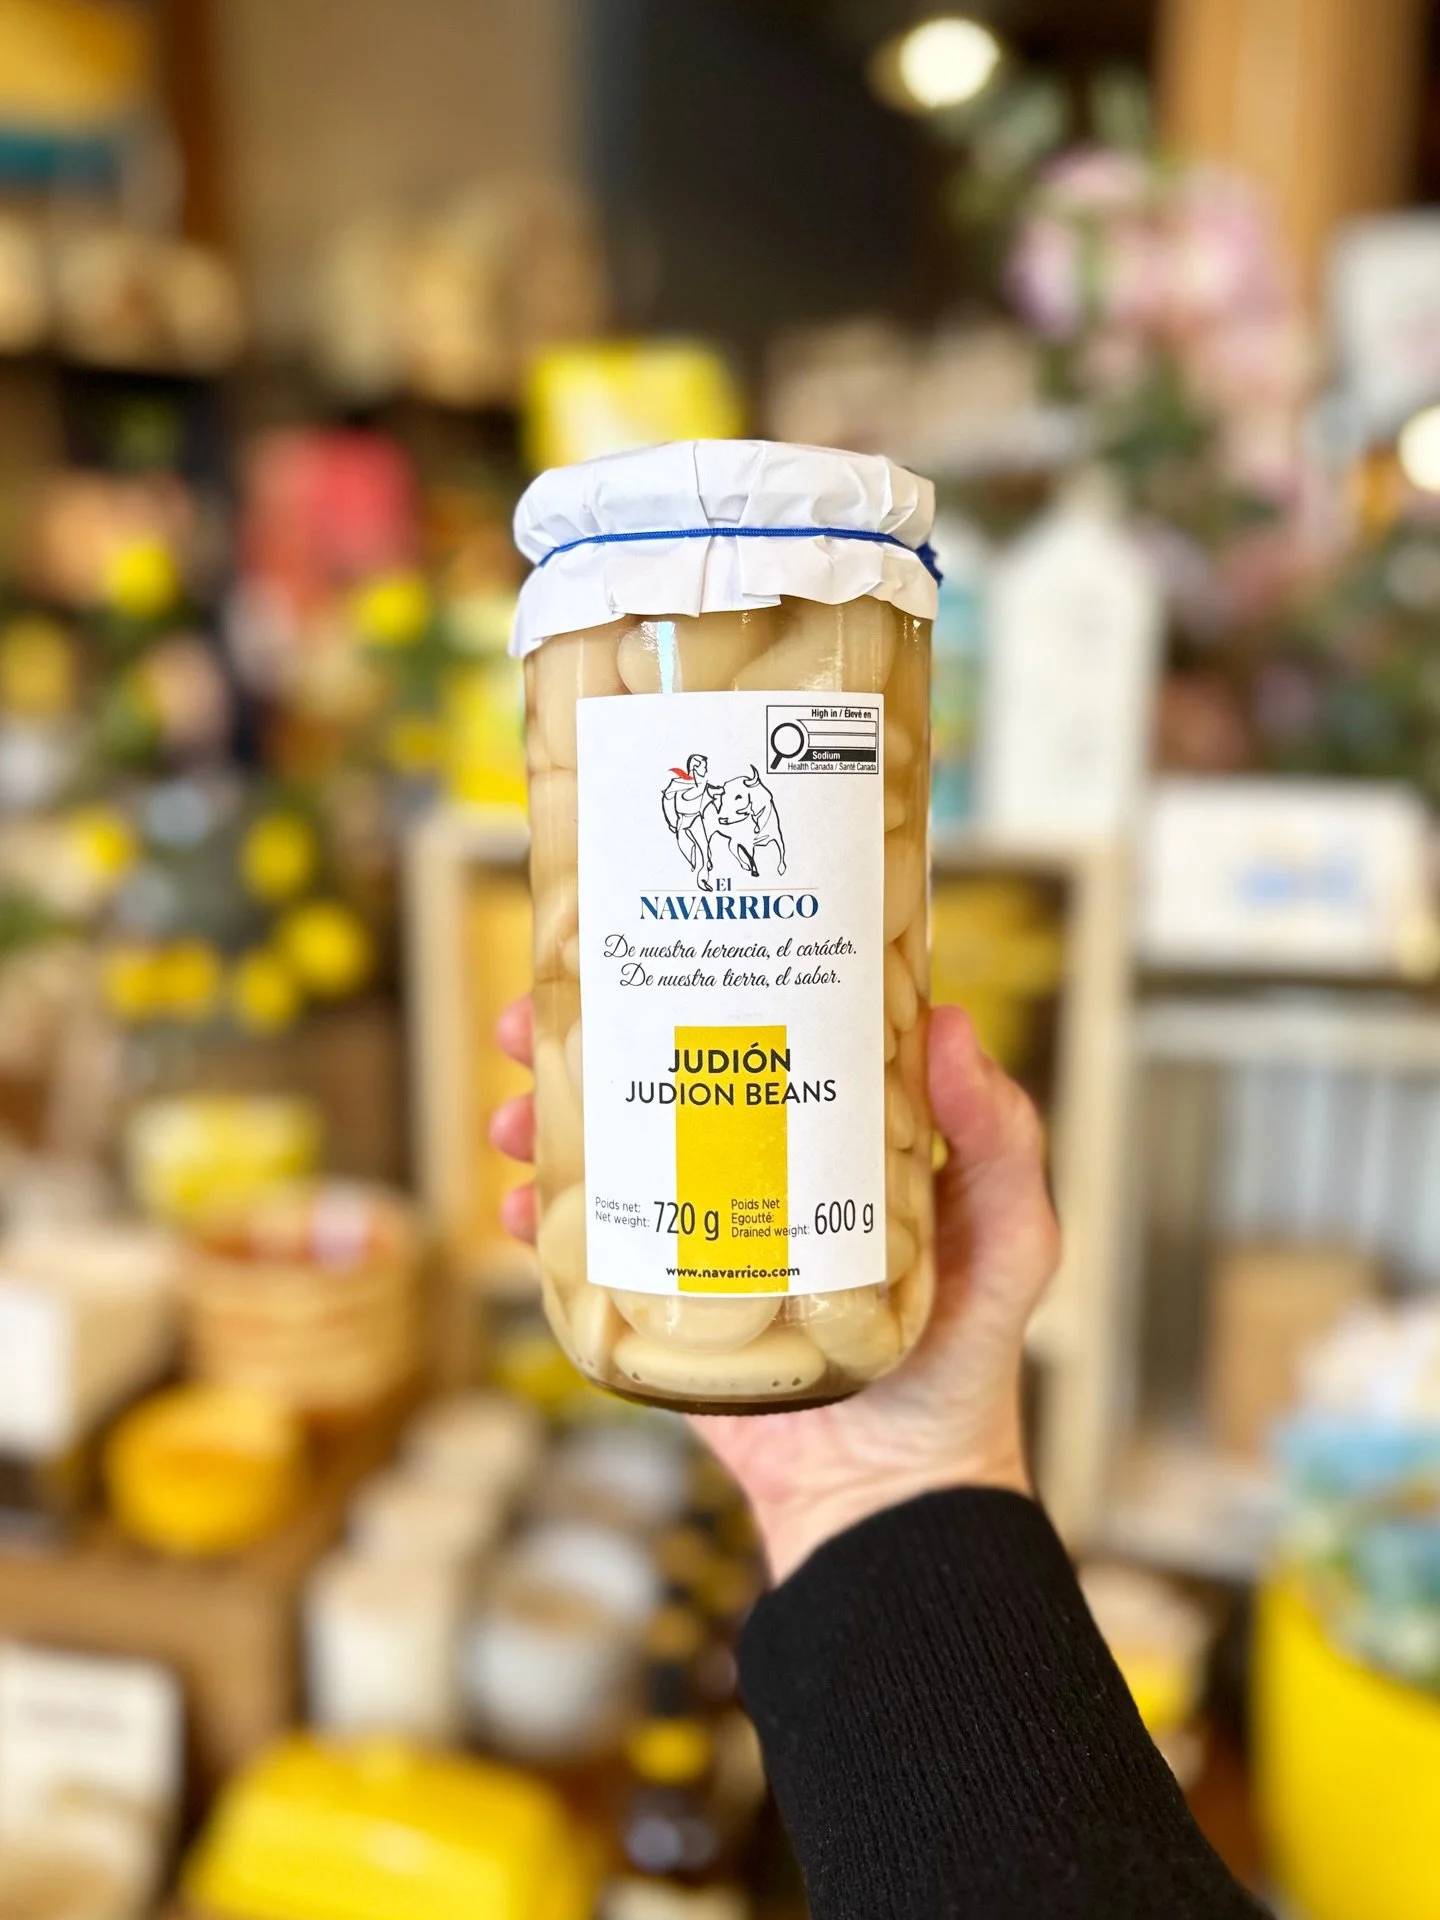 High in / Élevé en
Sodium
Health Canada / Santé Canada
El
NAVARRICO
De nuestra herencia, el carácter.
De nuestra tierra, el sabor.
JUDIÓN
JUDION BEANS
Poids net:
Net weight: 720 g
Poids Net
Egoutté:
Drained weight: 600 g
www.navarrico.com